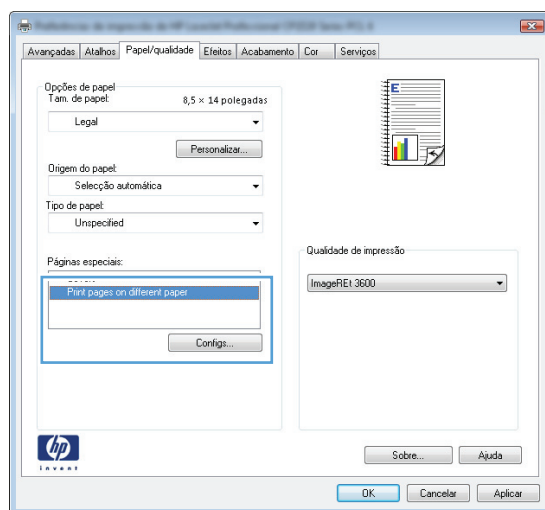 Avançadas Atalhos Papel/qualidade Efeitos Acabamento Cor Serviços
Opções de papel
Tam. de papel: 8,5 × 14 polegadas
Legal
Personalizar...
Origem do papel:
Selecção automática
Tipo de papel:
Unspecified
Páginas especiais:
Print pages on different paper
Configs...
E
Qualidade de impressão
ImageREt 3600
hp
invent
Sobre... Ajuda
OK Cancelar Aplicar